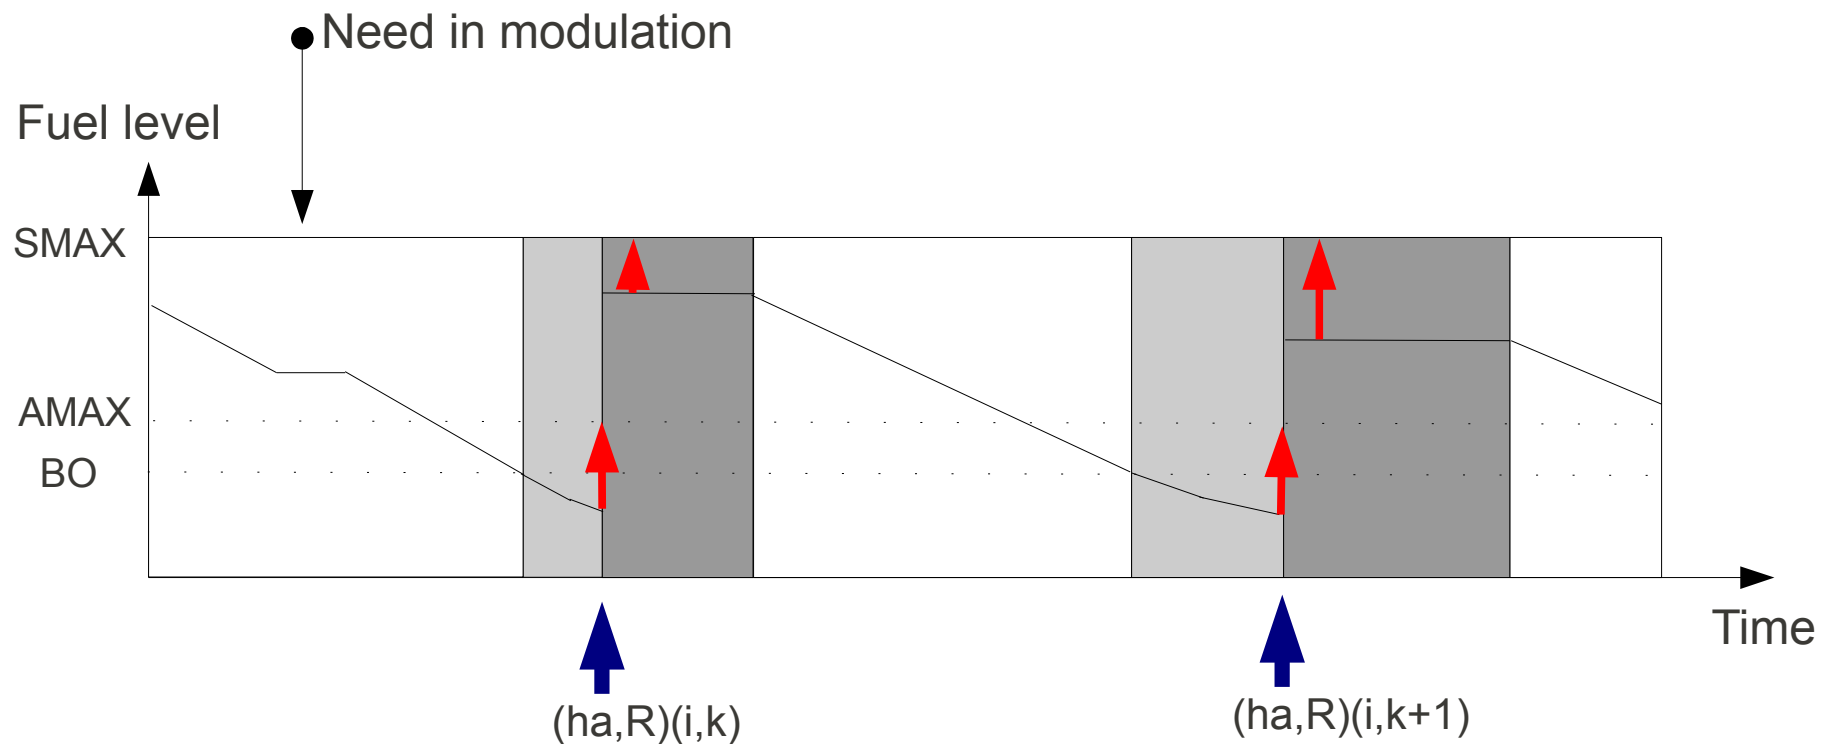 Need in modulation
Fuel level
SMAX
AMAX
BO
Time
(ha,R)(i,k)
(ha,R)(i,k+1)